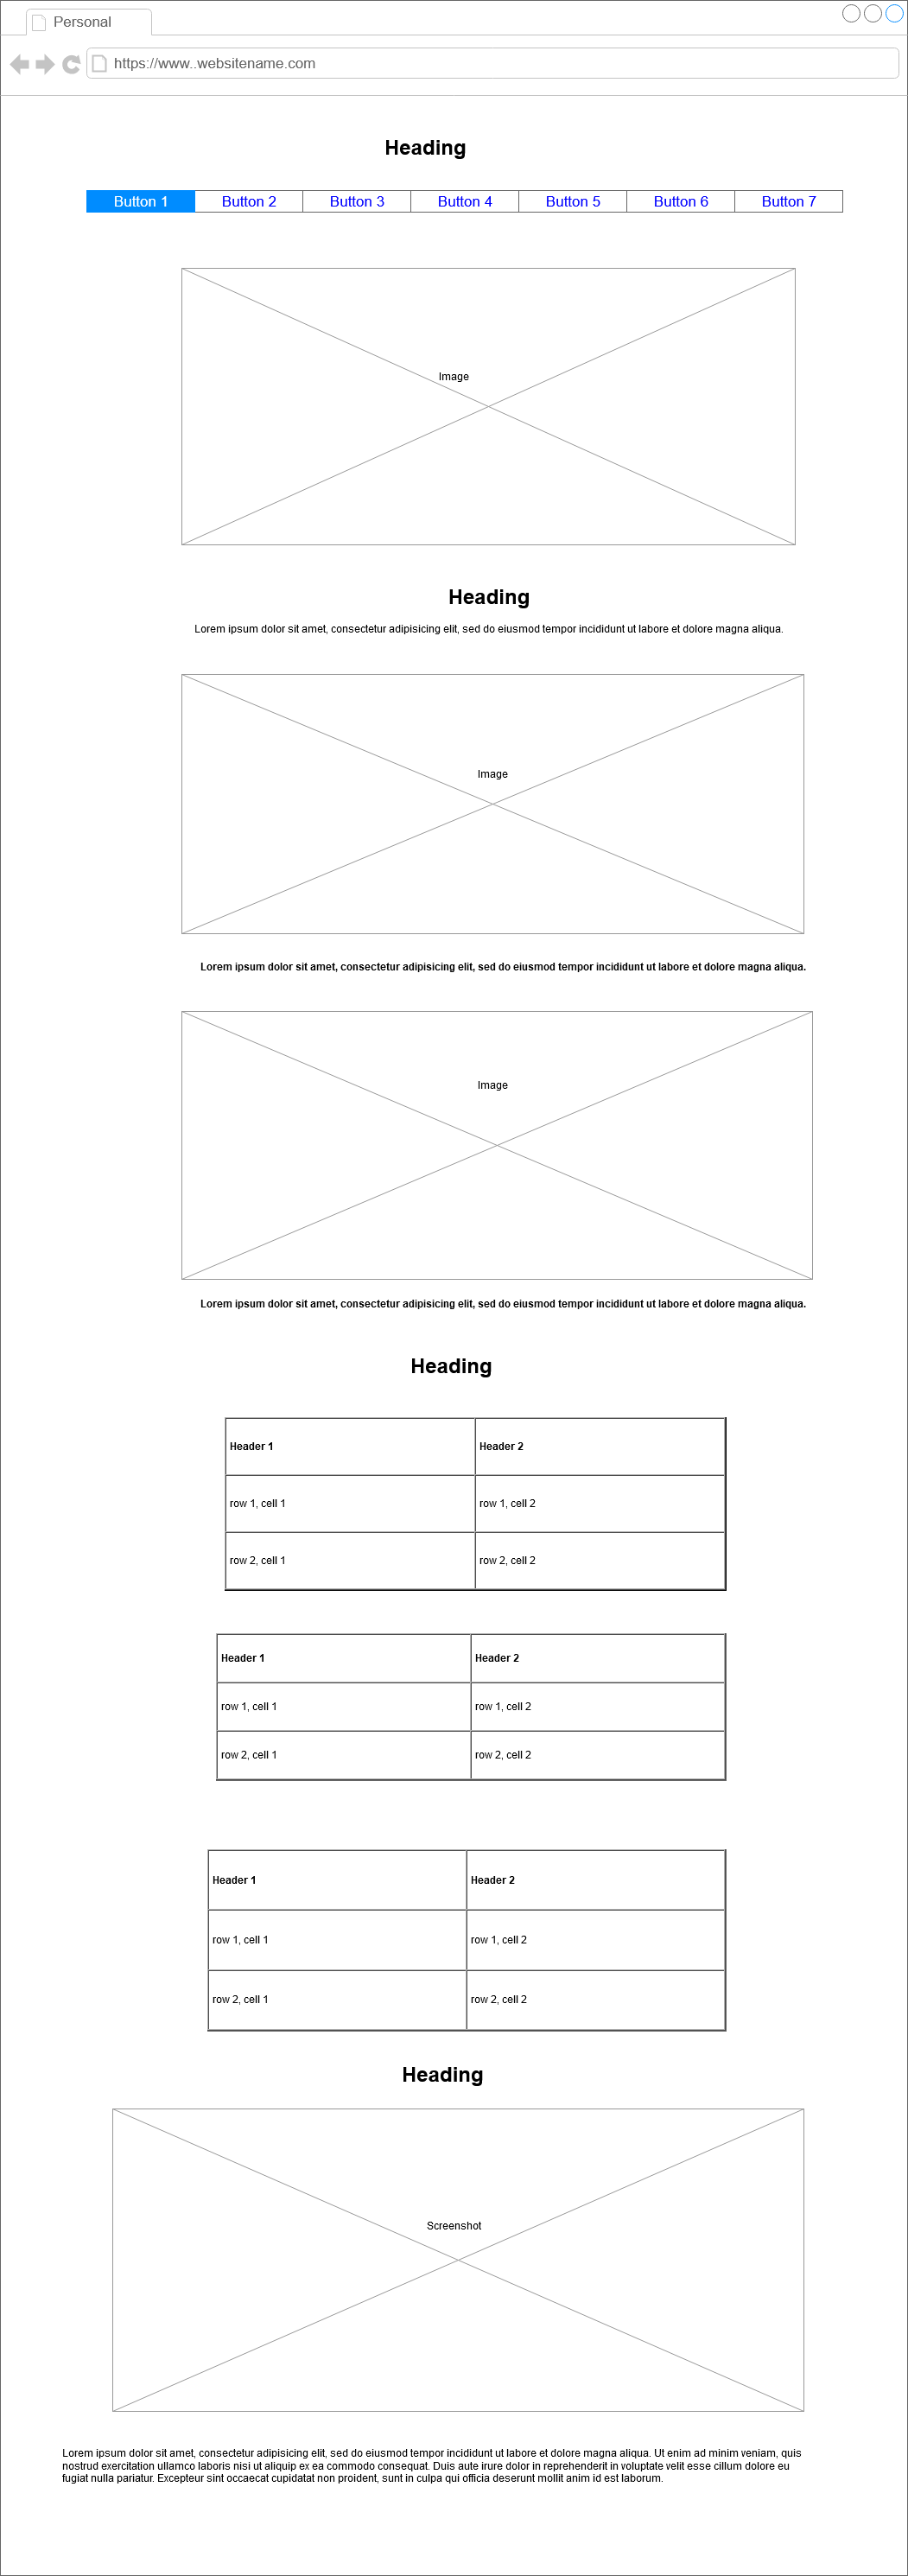 Personal
https://www..websitename.com
Heading
Button 1 Button 2 Button 3 Button 4 Button 5 Button 6 Button 7
Image
Heading
Lorem ipsum dolor sit amet, consectetur adipisicing elit, sed do eiusmod tempor incididunt ut labore et dolore magna aliqua.
Image
Lorem ipsum dolor sit amet, consectetur adipisicing elit, sed do eiusmod tempor incididunt ut labore et dolore magna aliqua.
Image
Lorem ipsum dolor sit amet, consectetur adipisicing elit, sed do eiusmod tempor incididunt ut labore et dolore magna aliqua.
Heading
Header 1 Header 2
row 1, cell 1 row 1, cell 2
row 2, cell 1 row 2, cell 2
Header 1 Header 2
row 1, cell 1 row 1, cell 2
row 2, cell 1 row 2, cell 2
Header 1 Header 2
row 1, cell 1 row 1, cell 2
row 2, cell 1 row 2, cell 2
Heading
Screenshot
Lorem ipsum dolor sit amet, consectetur adipisicing elit, sed do eiusmod tempor incididunt ut labore et dolore magna aliqua. Ut enim ad minim veniam, quis
nostrud exercitation ullamco laboris nisi ut aliquip ex ea commodo consequat. Duis aute irure dolor in reprehenderit in voluptate velit esse cillum dolore eu
fugiat nulla pariatur. Excepteur sint occaecat cupidatat non proident, sunt in culpa qui officia deserunt mollit anim id est laborum.